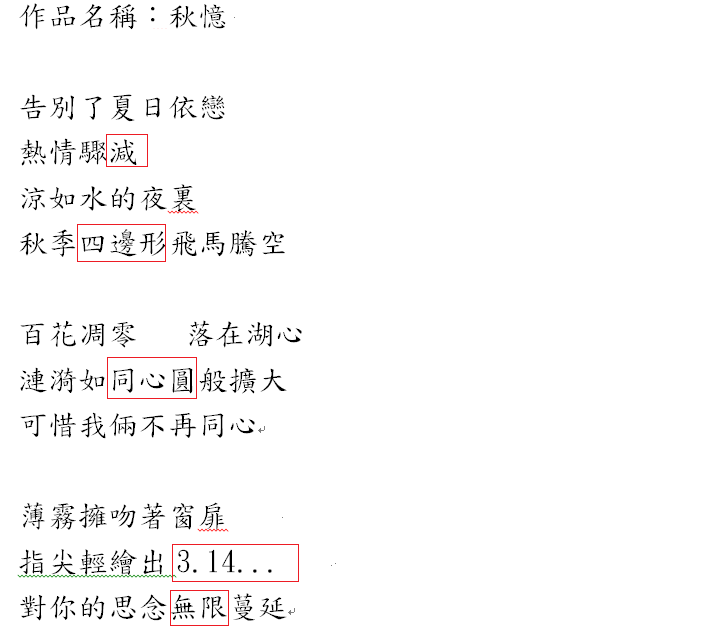 作品名稱：秋憶
告別了夏日依戀
熱情驟減
涼如水的夜裏
秋季四邊形飛馬騰空
百花凋零　落在湖心
漣漪如同心圓般擴大
可惜我倆不再同心
薄霧擁吻著窗扉
指尖輕繪出3.14...
對你的思念無限蔓延